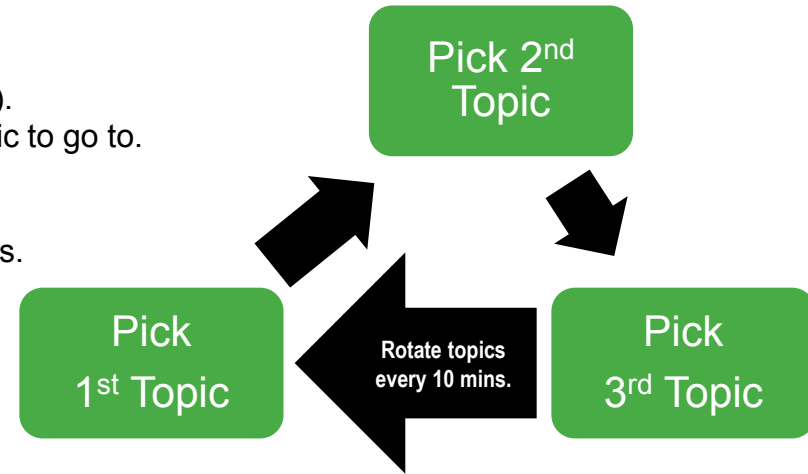 ).
ic to go to.
s.
Pick 2nd
Topic
Pick
1st Topic
Rotate topics
every 10 mins.
Pick
3rd Topic